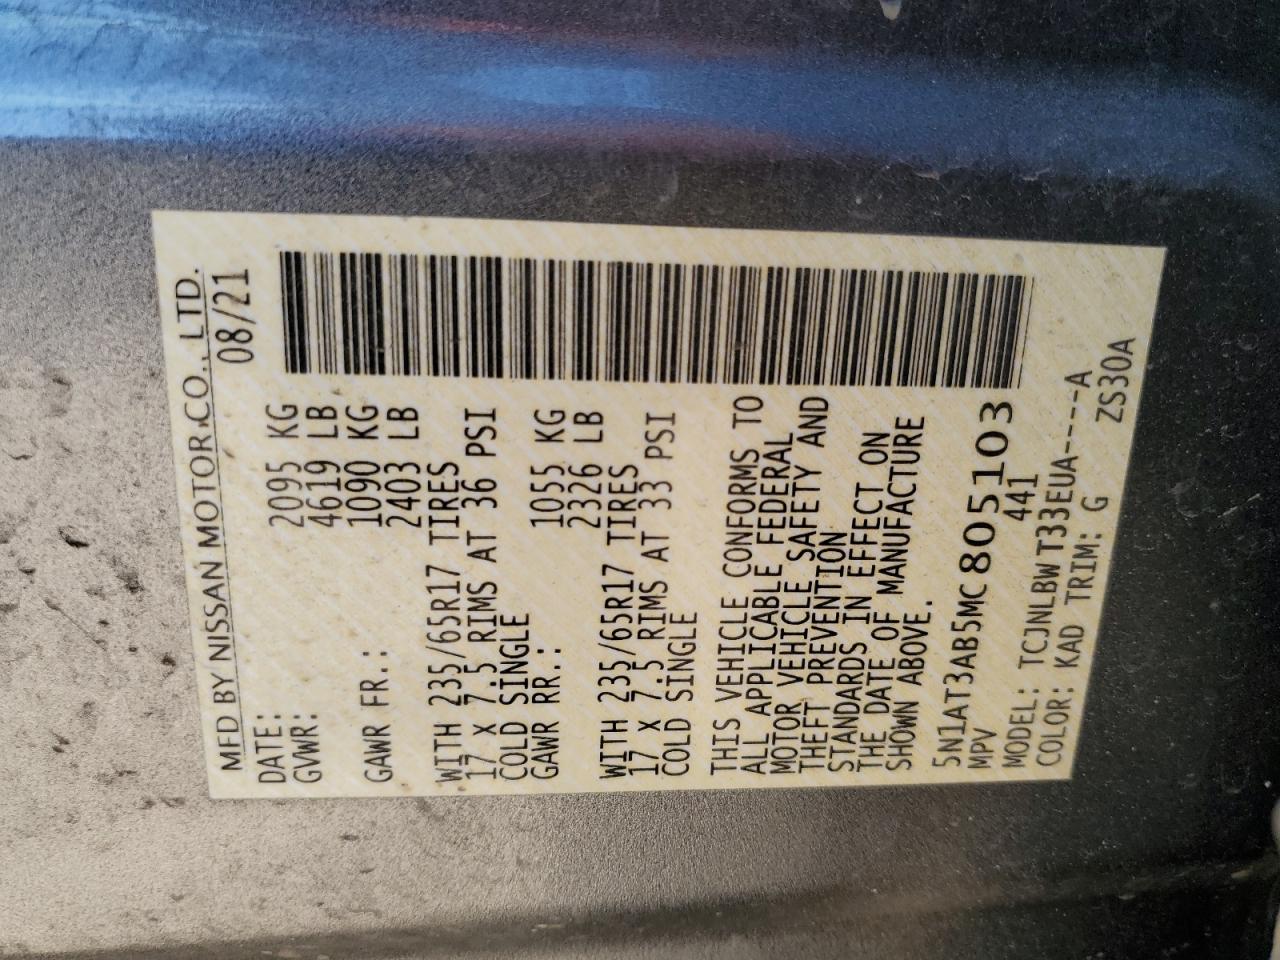 MFD BY NISSAN MOTOR CO., LTD.
DATE: 08/21
GVWR: 2095 KG
4619 LB
GAWR FR.: 1090 KG
2403 LB
WITH 235/65R17 TIRES
17 X 7.5 RIMS AT 36 PSI
COLD SINGLE
GAWR RR.: 1055 KG
2326 LB
WITH 235/65R17 TIRES
17 X 7.5 RIMS AT 33 PSI
COLD SINGLE
THIS VEHICLE CONFORMS TO
ALL APPLICABLE FEDERAL
MOTOR VEHICLE SAFETY AND
THEFT PREVENTION
STANDARDS IN EFFECT ON
THE DATE OF MANUFACTURE
SHOWN ABOVE.
5N1AT3AB5MC805103
MPV 441
MODEL: TCJNLBWT33EUA----A
COLOR: KAD TRIM: G ZS30A